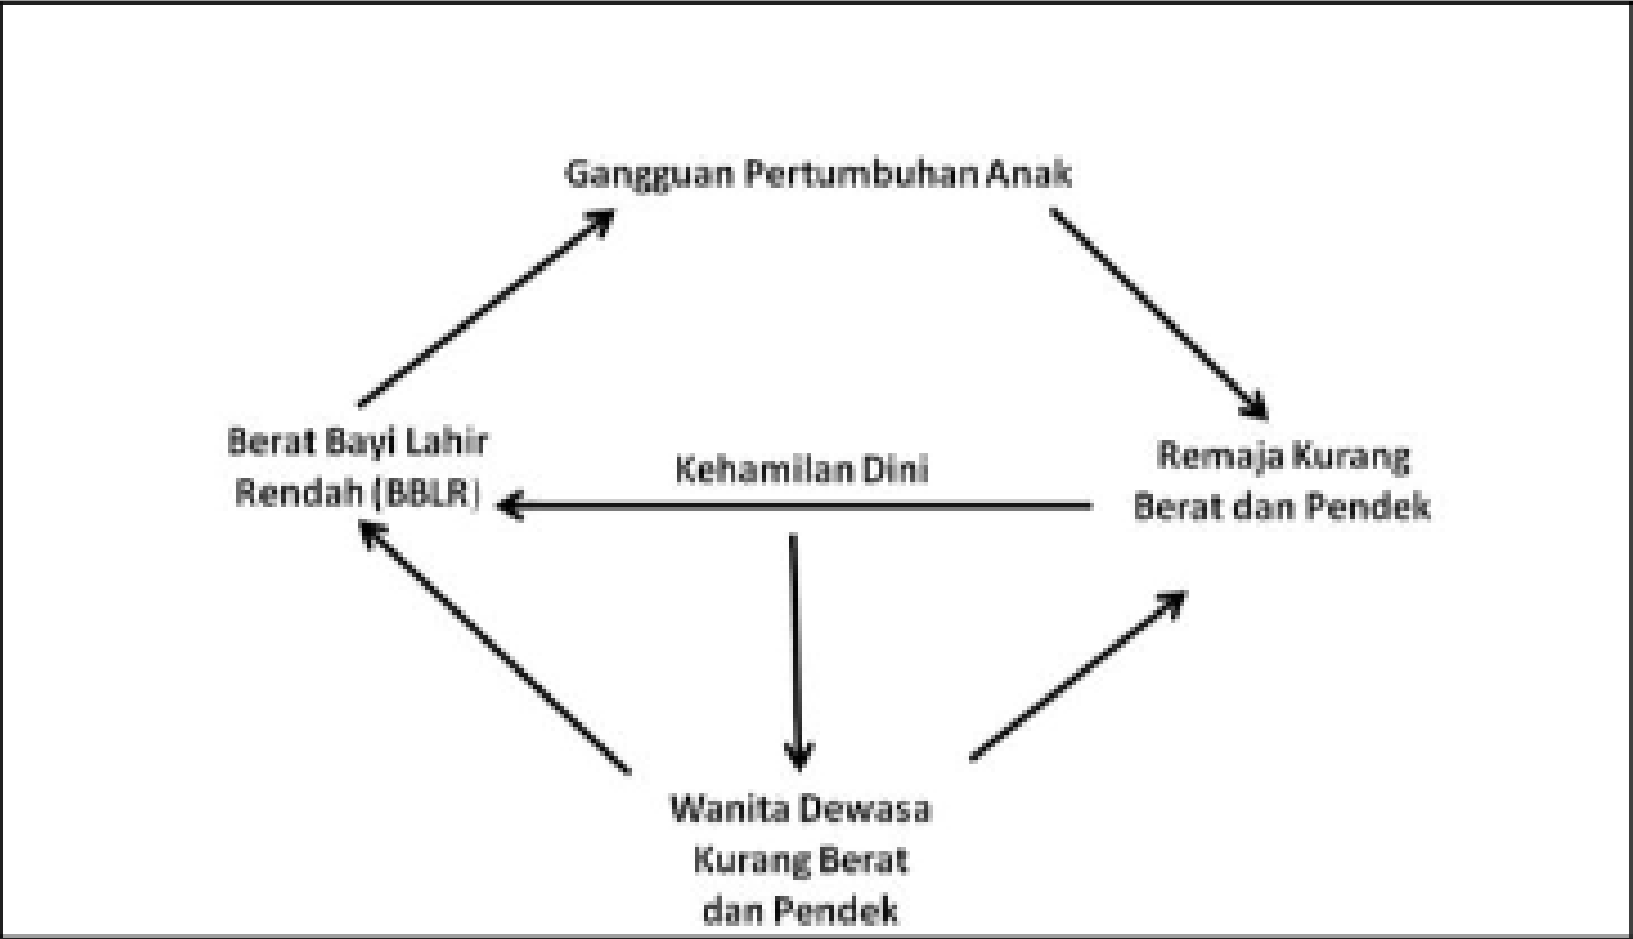 Gangguan Pertumbuhan Anak
Berat Bayi Lahir
Rendah (BBLR)
Kehamilan Dini
Remaja Kurang
Berat dan Pendek
Wanita Dewasa
Kurang Berat
dan Pendek